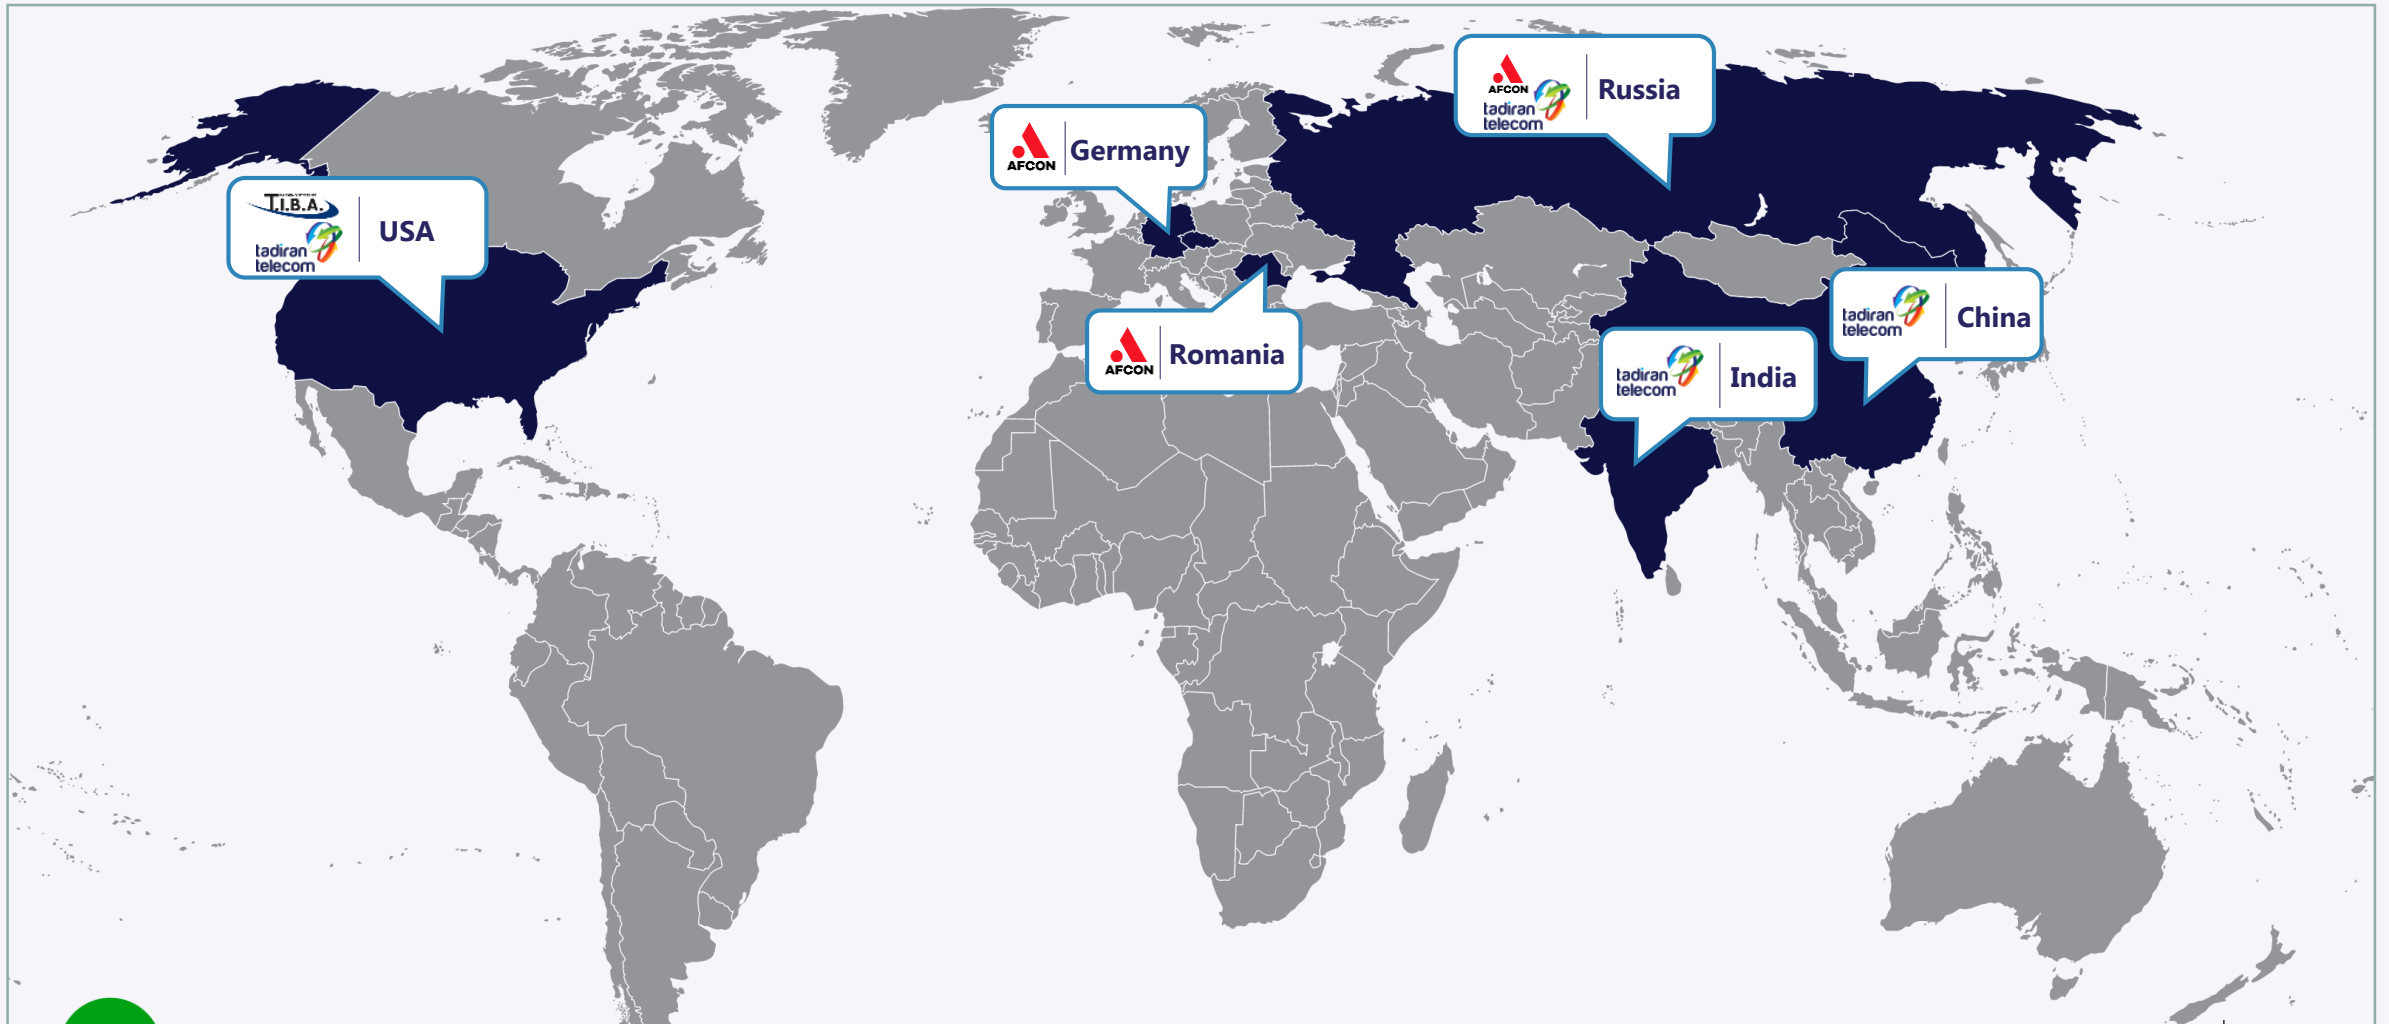 AFCON
tadiran
telecom
Russia
AFCON
Germany
T.I.B.A.
tadiran
telecom
USA
tadiran
telecom
China
AFCON
Romania
tadiran
telecom
India